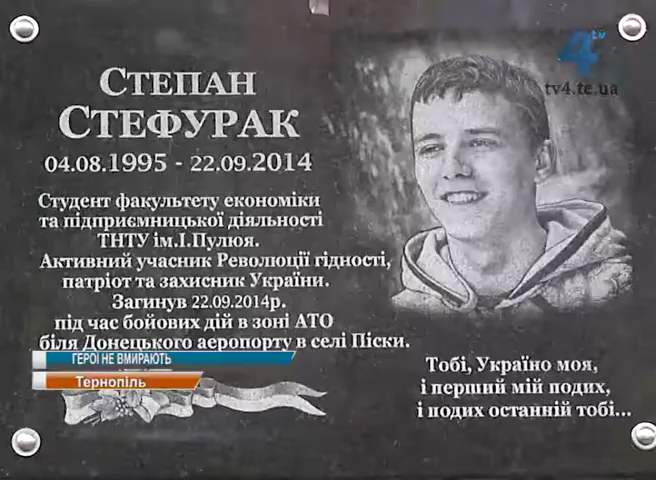 4 tv
tv4.te.ua
СТЕПАН
СТЕФУРАК
04.08.1995 - 22.09.2014
Студент факультету економіки
та підприємницької діяльності
ТНТУ ім.І.Пулюя.
Активний учасник Революції гідності,
патріот та захисник України.
Загинув 22.09.2014р.
під час бойових дій в зоні АТО
біля Донецького аеропорту в селі Піски.
ГЕРОЇ НЕ ВМИРАЮТЬ
Тернопіль
Тобі, Україно моя,
і перший мій подих,
і подих останній тобі...